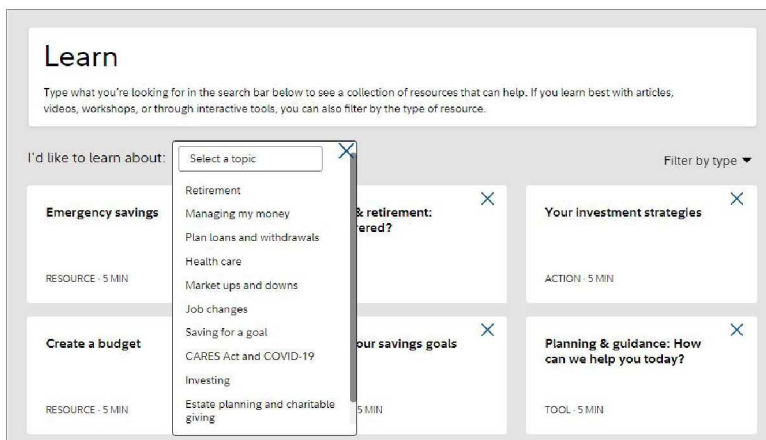 Learn
Type what you're looking for in the search bar below to see a collection of resources that can help. If you learn best with articles,
videos, workshops, or through interactive tools, you can also filter by the type of resource.
I'd like to learn about:
Select a topic
Filter by type
Retirement
Managing my money
Plan loans and withdrawals
Health care
Market ups and downs
Job changes
Saving for a goal
CARES Act and COVID-19
Investing
Estate planning and charitable
giving
Emergency savings
RESOURCE - 5 MIN
& retirement:
ered?
Your investment strategies
ACTION - 5 MIN
Create a budget
RESOURCE - 5 MIN
our savings goals
5 MIN
Planning & guidance: How
can we help you today?
TOOL - 5 MIN